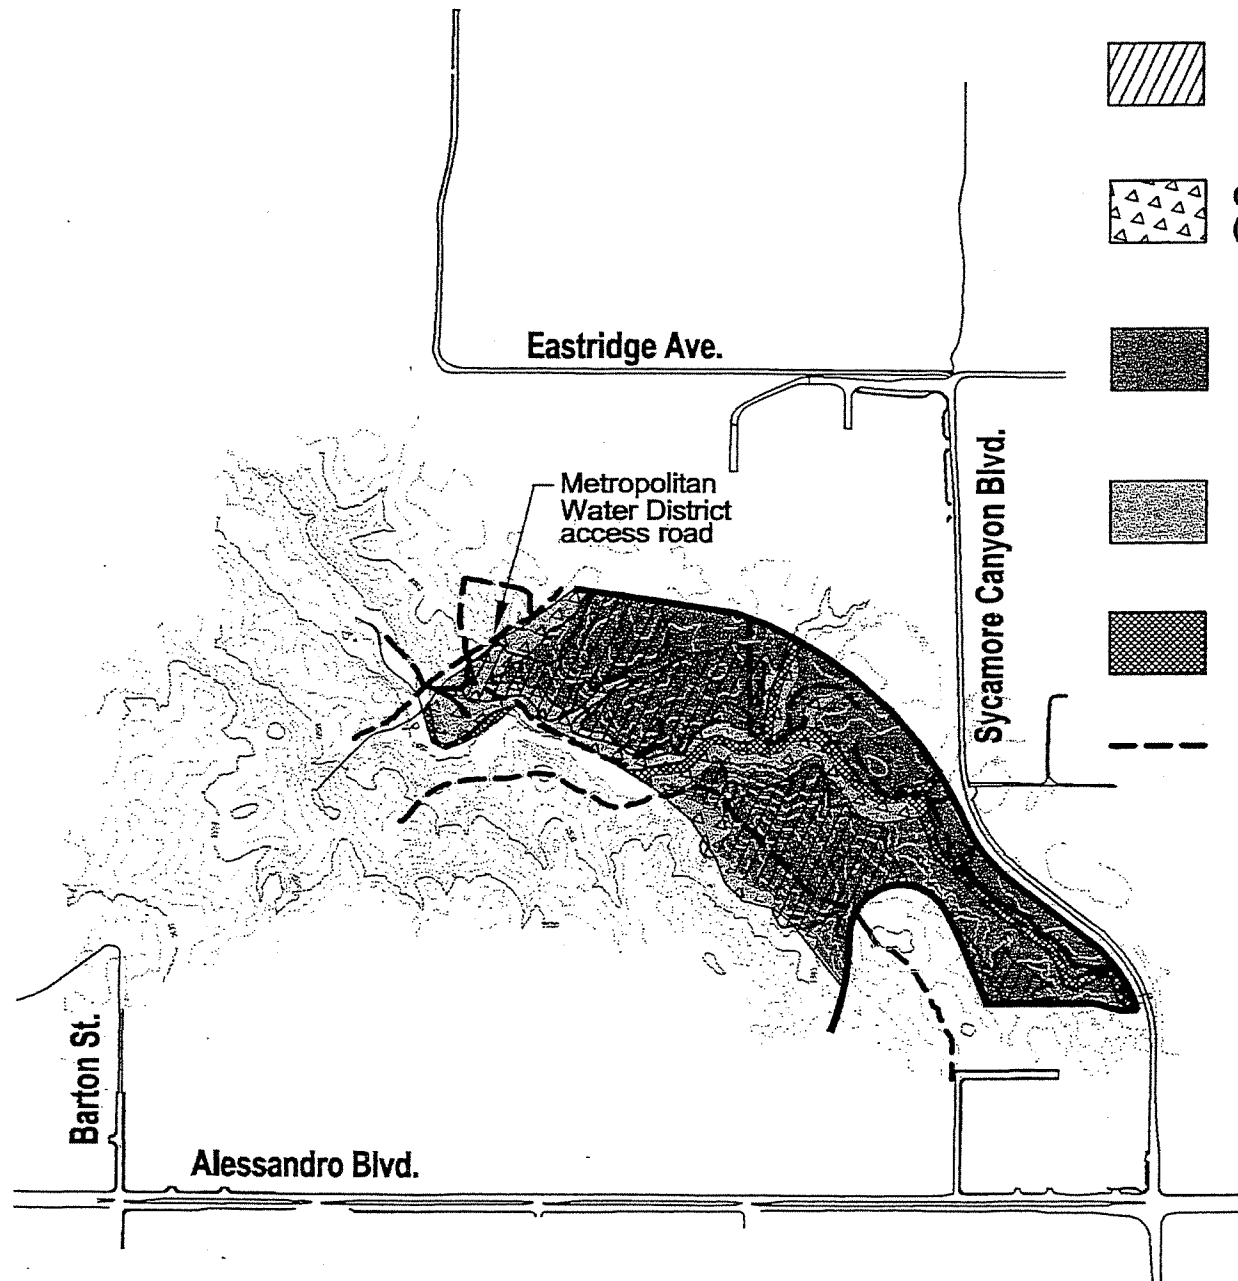 Eastridge Ave.
Metropolitan
Water District
access road
Sycamore Canyon Blvd.
Barton St.
Alessandro Blvd.